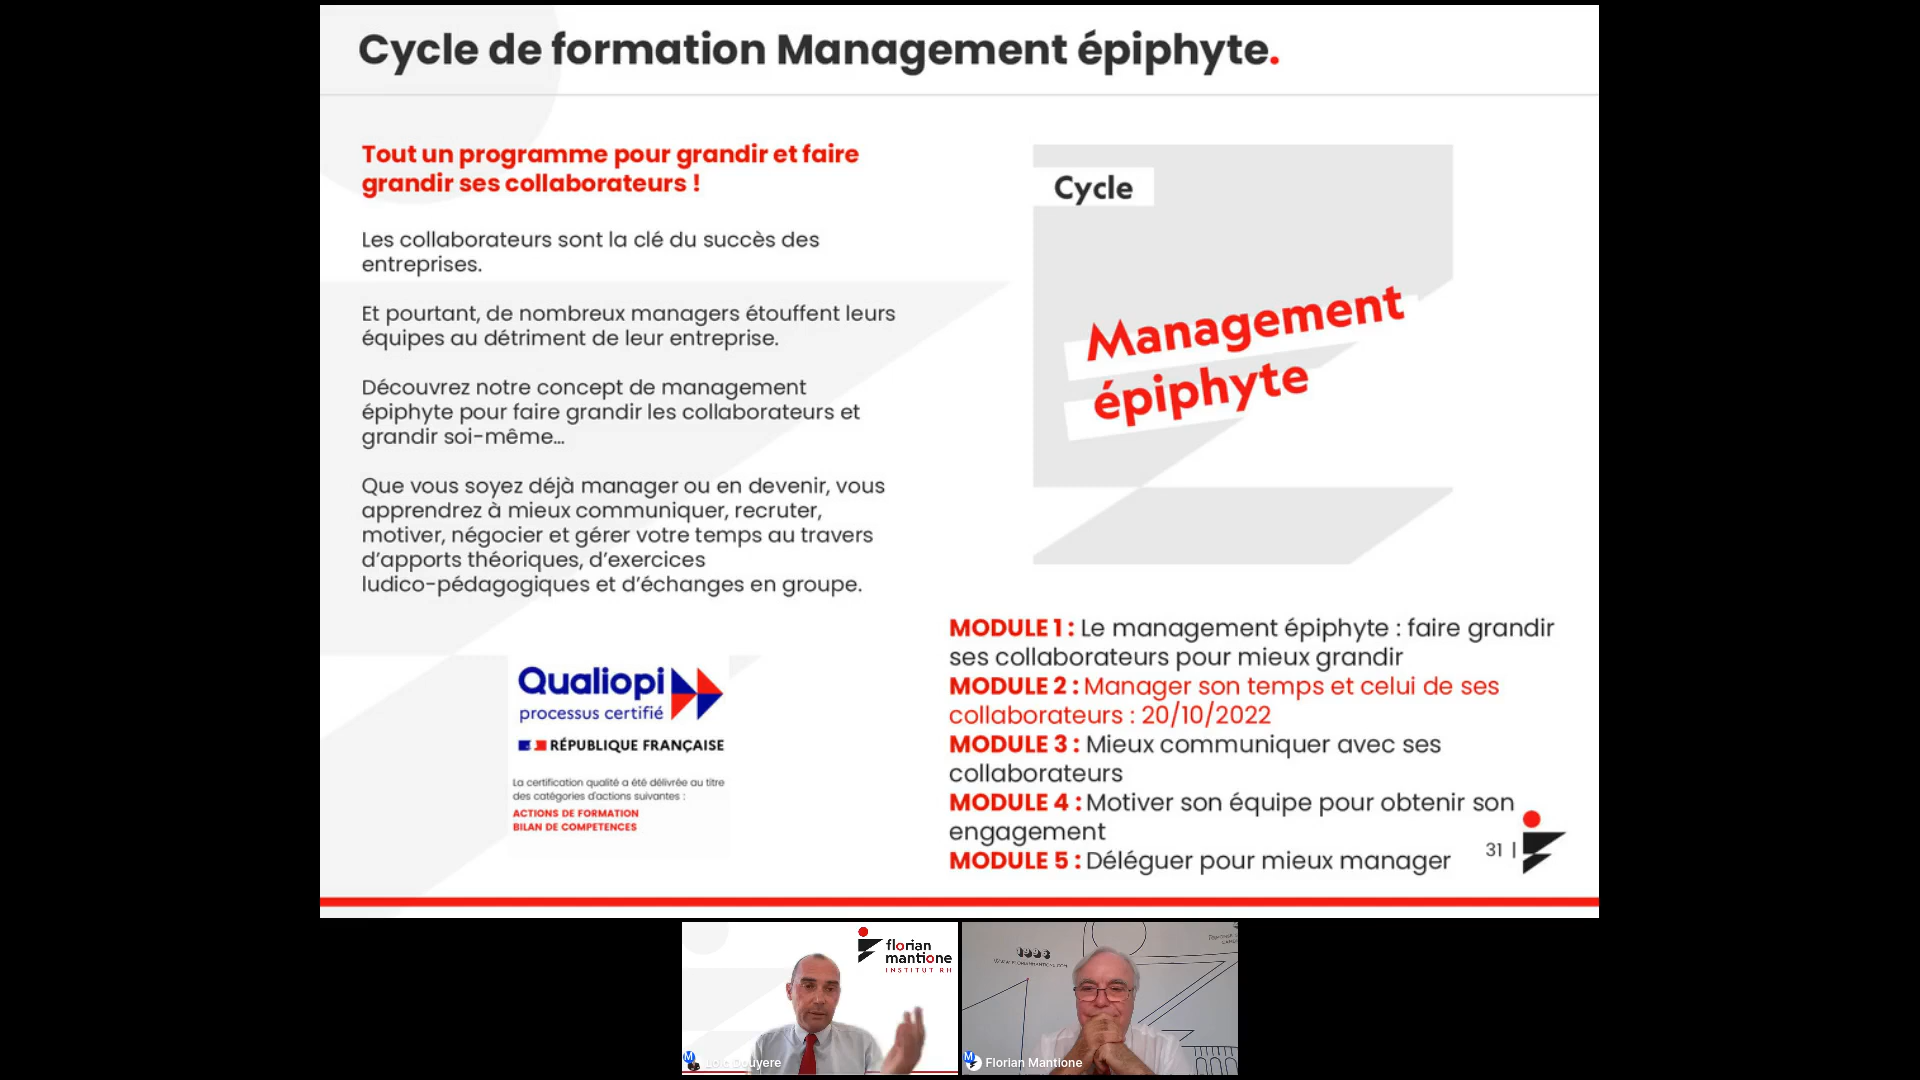 Cycle de formation Management épiphyte.
Tout un programme pour grandir et faire
grandir ses collaborateurs !
Les collaborateurs sont la clé du succès des
entreprises.
Et pourtant, de nombreux managers étouffent leurs
équipes au détriment de leur entreprise.
Découvrez notre concept de management
épiphyte pour faire grandir les collaborateurs et
grandir soi-même...
Que vous soyez déjà manager ou en devenir, vous
apprendrez à mieux communiquer, recruter,
motiver, négocier et gérer votre temps au travers
d'apports théoriques, d'exercices
ludico-pédagogiques et d'échanges en groupe.
Qualiopi
processus certifié
RÉPUBLIQUE FRANÇAISE
La certification qualité a été délivrée au titre
des catégories d'actions suivantes :
ACTIONS DE FORMATION
BILAN DE COMPETENCES
Cycle
Management
épiphyte
MODULE 1 : Le management épiphyte : faire grandir
ses collaborateurs pour mieux grandir
MODULE 2 : Manager son temps et celui de ses
collaborateurs : 20/10/2022
MODULE 3 : Mieux communiquer avec ses
collaborateurs
MODULE 4 : Motiver son équipe pour obtenir son
engagement
MODULE 5 : Déléguer pour mieux manager
31 |
florian
mantione
INSTITUT RH
Douyere
1996
www.florianmantione.com
Florian Mantione